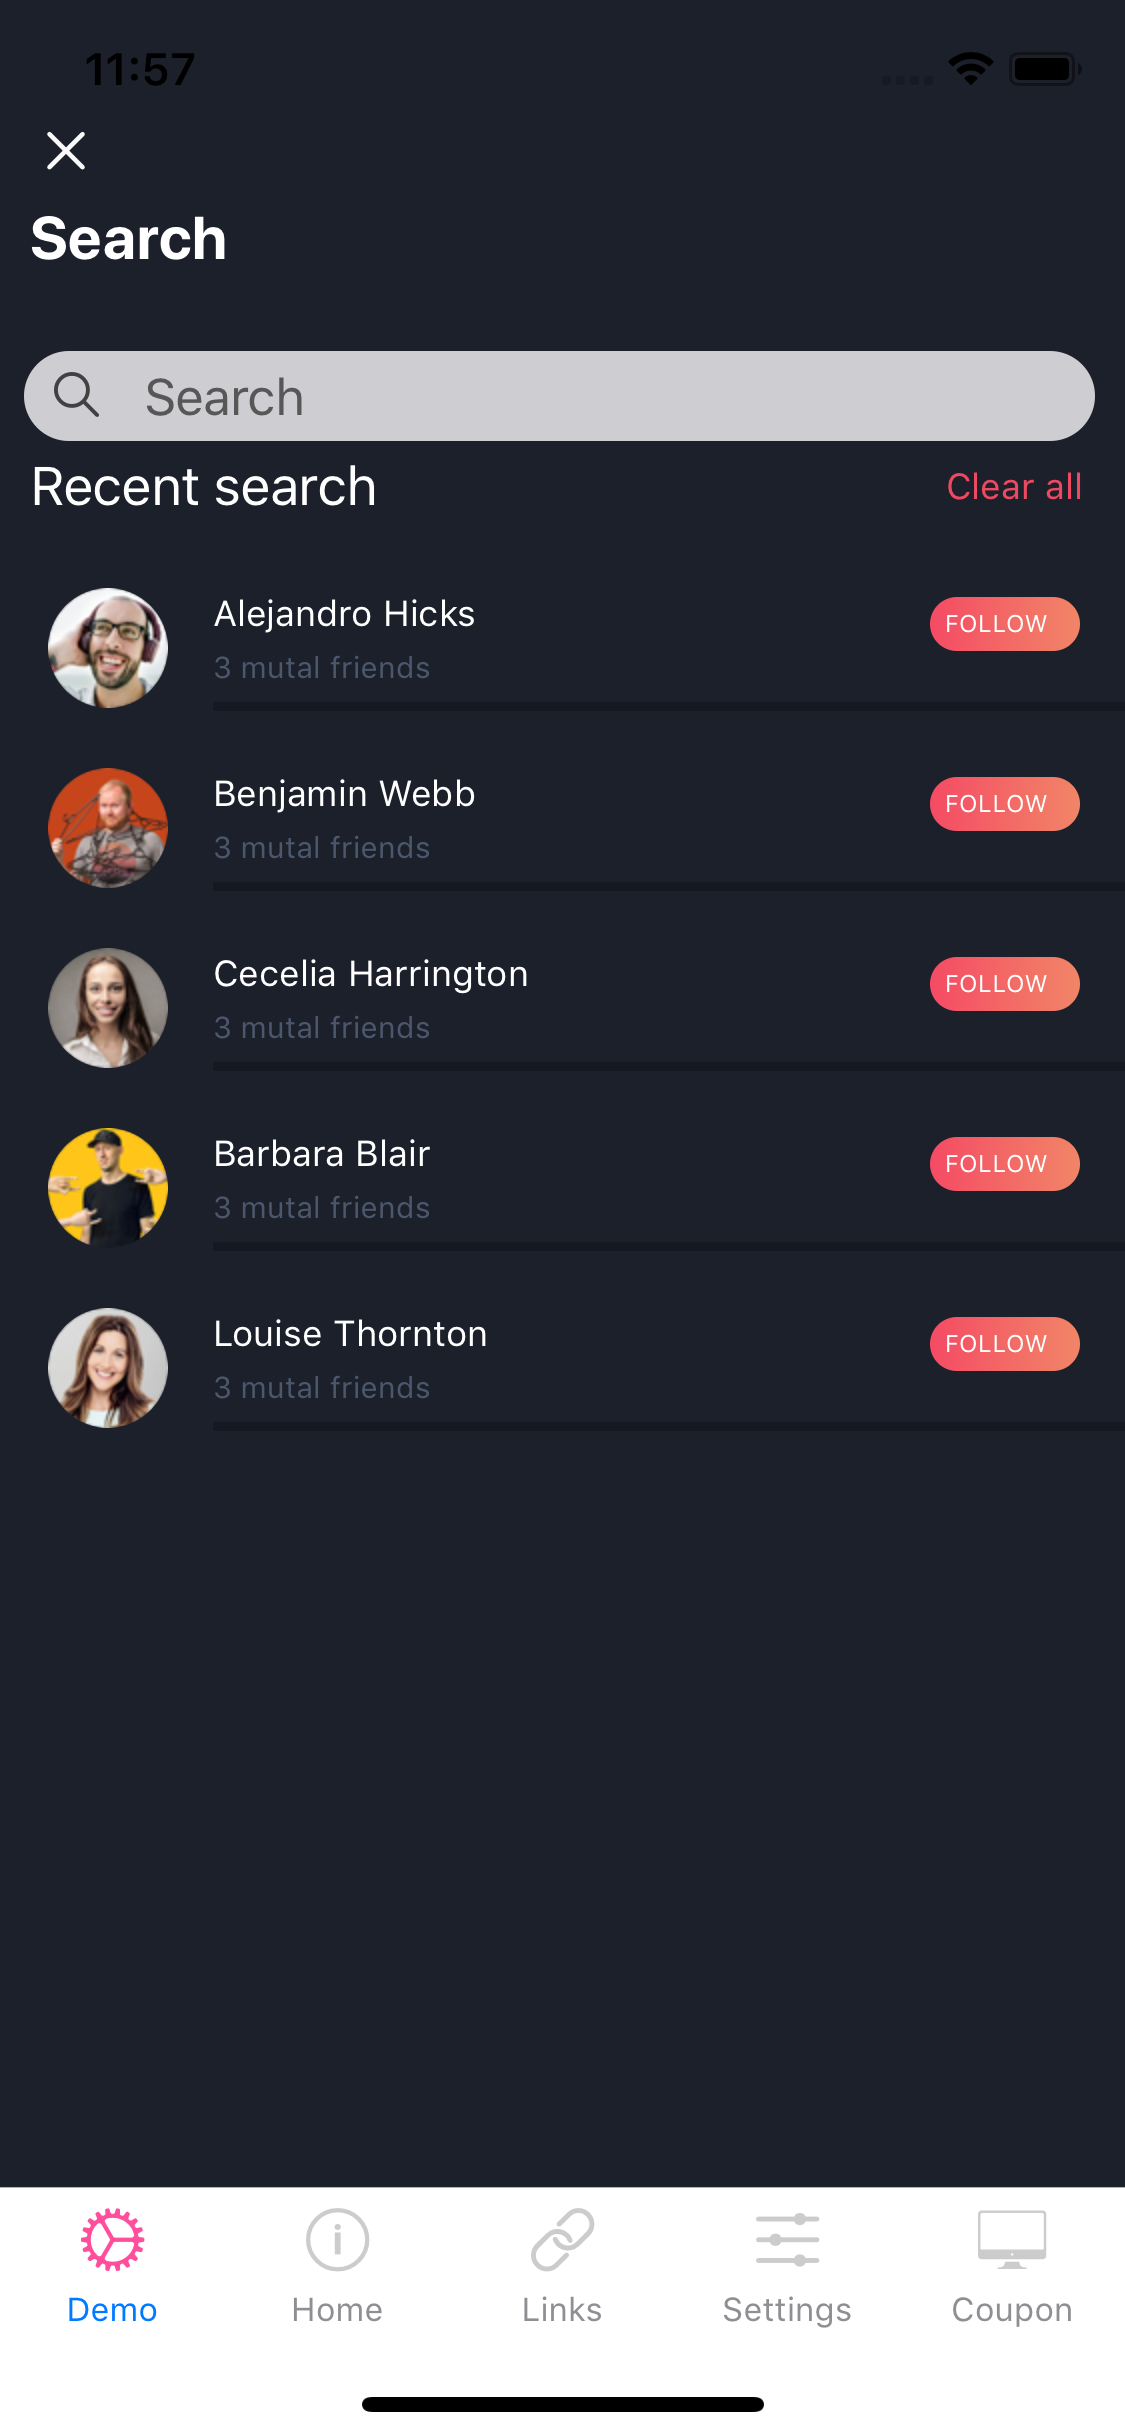 11:57
Search
Search
Recent search
Clear all
Alejandro Hicks
FOLLOW
3 mutal friends
Benjamin Webb
FOLLOW
3 mutal friends
Cecelia Harrington
FOLLOW
3 mutal friends
Barbara Blair
FOLLOW
3 mutal friends
Louise Thornton
FOLLOW
3 mutal friends
Demo
Home
Links
Settings
Coupon